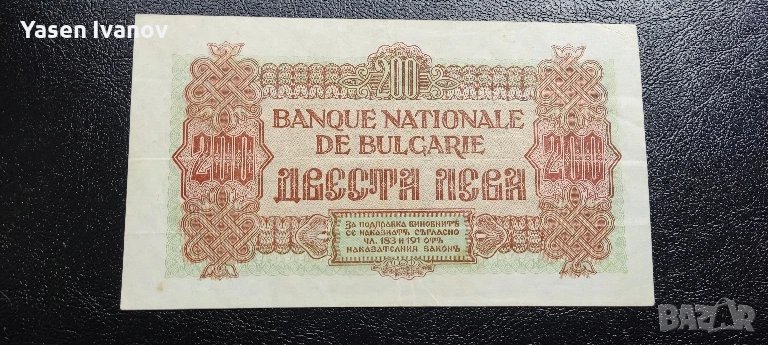 Yasen Ivanov
200
BANQUE NATIONALE
DE BULGARIE
200 200
ДВЕСТА ЛЕВА
ЗА ПОДПРАВКА ВИНОВНИТѢ
СЕ НАКАЗВАТЪ СЪГЛАСНО
ЧЛ. 183 И 191 ОТЪ
НАКАЗАТЕЛНИЯ ЗАКОНЪ
BAZAR